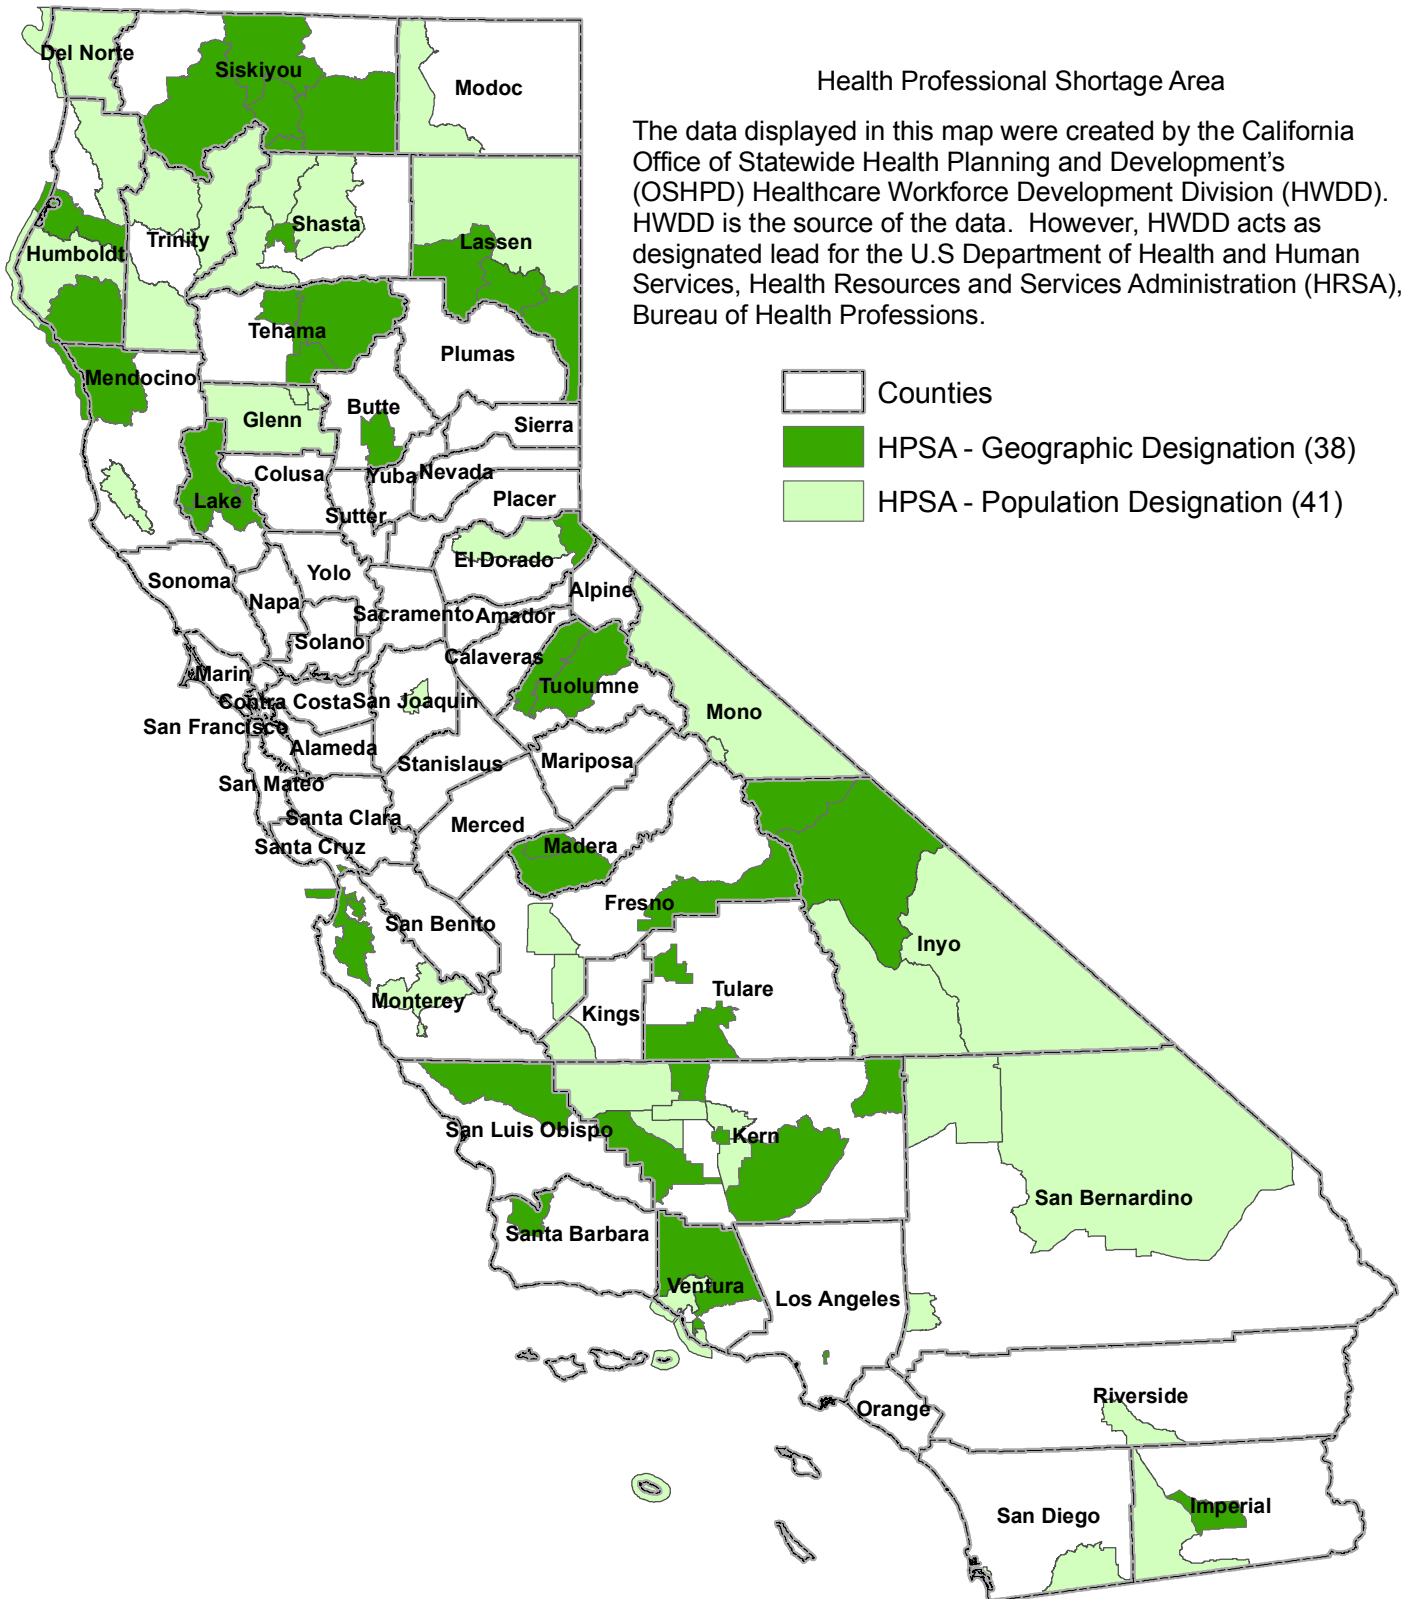 Health Professional Shortage Area
The data displayed in this map were created by the California
Office of Statewide Health Planning and Development's
(OSHPD) Healthcare Workforce Development Division (HWDD).
HWDD is the source of the data.  However, HWDD acts as
designated lead for the U.S Department of Health and Human
Services, Health Resources and Services Administration (HRSA),
Bureau of Health Professions.
Counties
HPSA - Geographic Designation (38)
HPSA - Population Designation (41)
Del Norte
Siskiyou
Modoc
Shasta
Trinity
Lassen
Humboldt
Tehama
Plumas
Mendocino
Butte
Glenn
Sierra
Colusa
Yuba
Nevada
Lake
Placer
Sutter
El Dorado
Yolo
Sonoma
Alpine
Napa
Sacramento
Amador
Solano
Calaveras
Marin
Tuolumne
Contra Costa
San Joaquin
Mono
San Francisco
Alameda
Stanislaus
Mariposa
San Mateo
Santa Clara
Merced
Santa Cruz
Madera
Fresno
San Benito
Inyo
Tulare
Monterey
Kings
San Luis Obispo
Kern
San Bernardino
Santa Barbara
Ventura
Los Angeles
Riverside
Orange
San Diego
Imperial